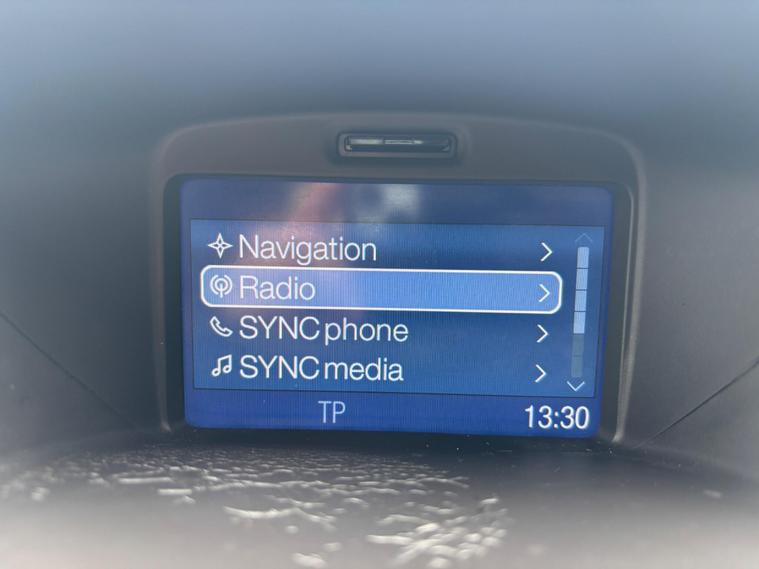 Navigation
Radio
SYNC phone
SYNC media
TP 13:30